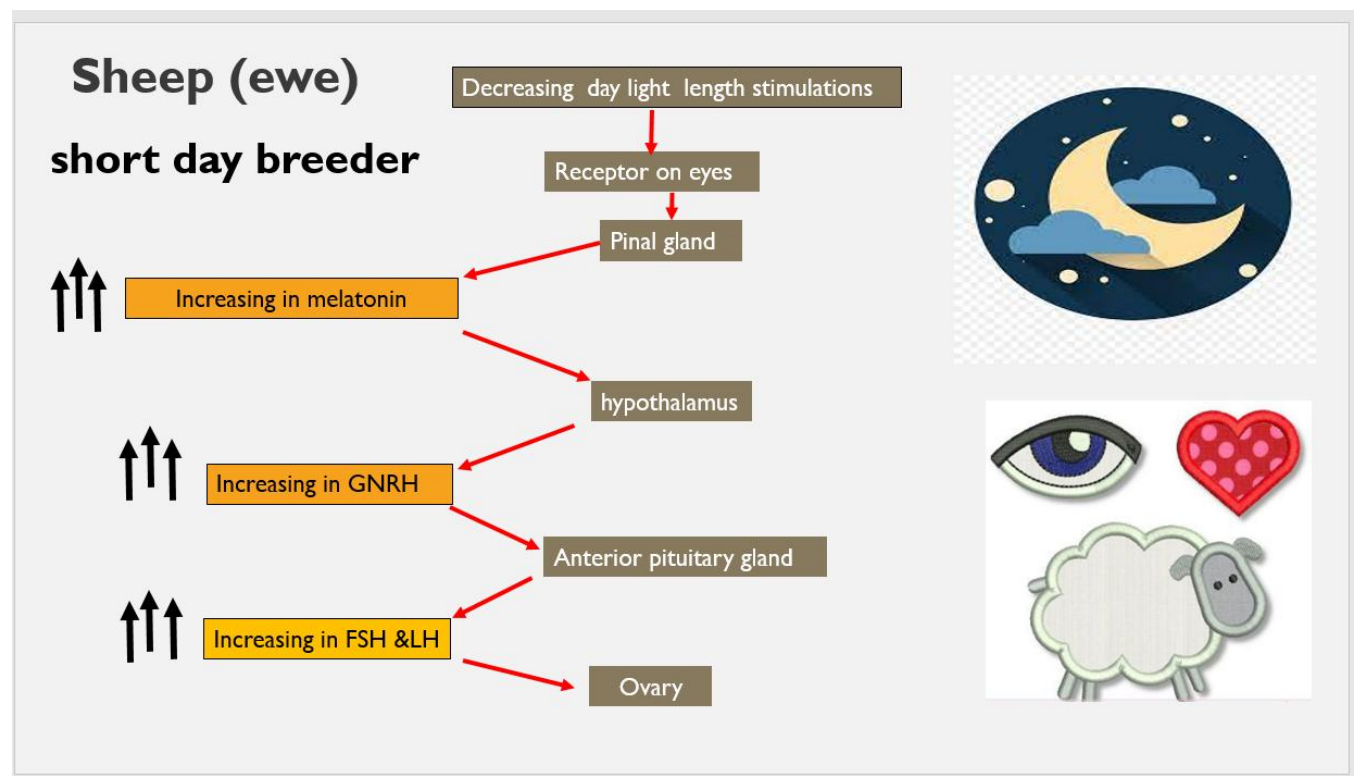 Sheep (ewe)
short day breeder
Decreasing day light length stimulations
Receptor on eyes
Pinal gland
Increasing in melatonin
hypothalamus
Increasing in GNRH
Anterior pituitary gland
Increasing in FSH &LH
Ovary